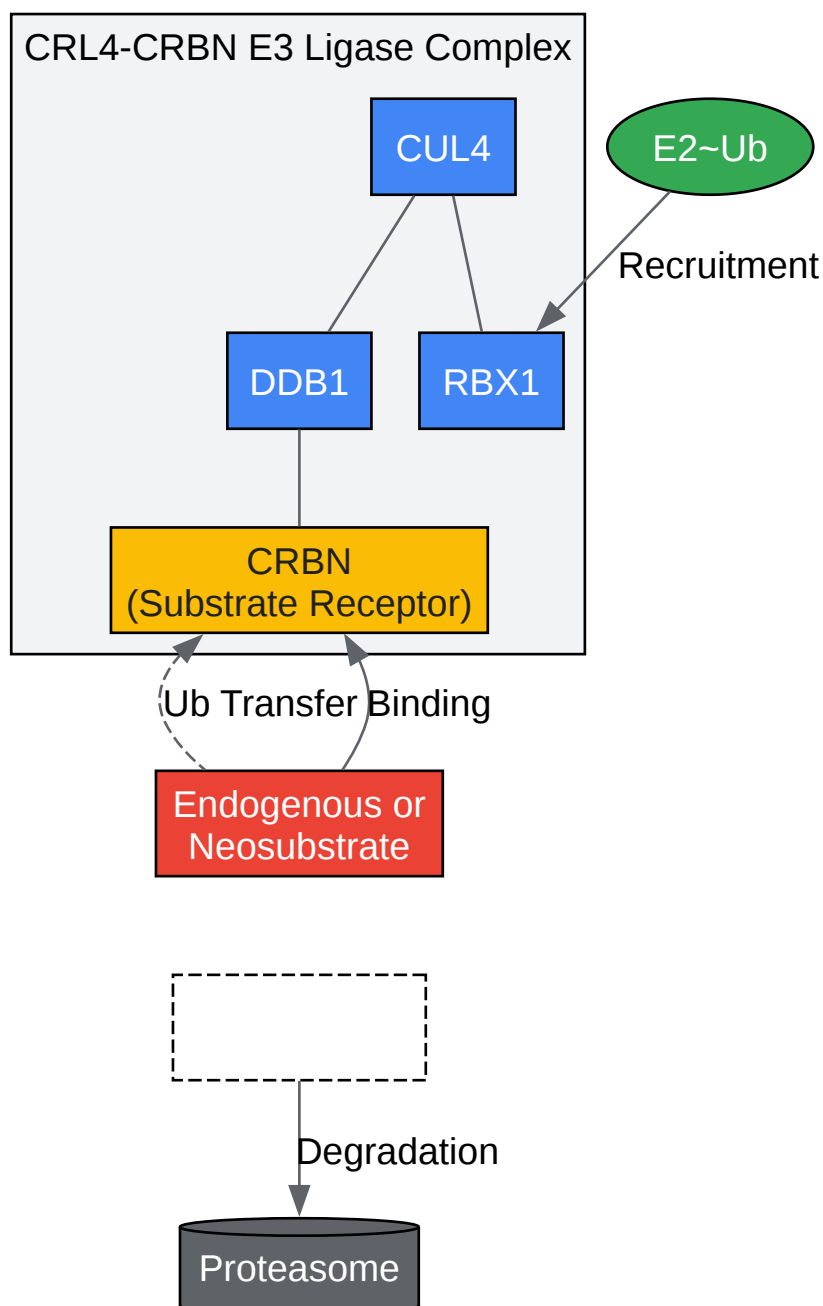 CRL4-CRBN E3 Ligase Complex
CUL4
E2~Ub
Recruitment
DDB1
RBX1
CRBN
(Substrate Receptor)
Ub Transfer
Binding
Endogenous or
Neosubstrate
Degradation
Proteasome